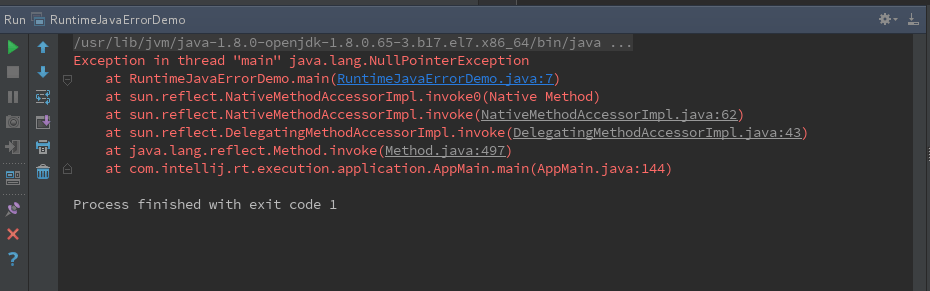 Run RuntimeJavaErrorDemo
/usr/lib/jvm/java-1.8.0-openjdk-1.8.0.65-3.b17.el7.x86_64/bin/java ...
Exception in thread "main" java.lang.NullPointerException
at RuntimeJavaErrorDemo.main(RuntimeJavaErrorDemo.java:7)
at sun.reflect.NativeMethodAccessorImpl.invoke0(Native Method)
at sun.reflect.NativeMethodAccessorImpl.invoke(NativeMethodAccessorImpl.java:62)
at sun.reflect.DelegatingMethodAccessorImpl.invoke(DelegatingMethodAccessorImpl.java:43)
at java.lang.reflect.Method.invoke(Method.java:497)
at com.intellij.rt.execution.application.AppMain.main(AppMain.java:144)
Process finished with exit code 1